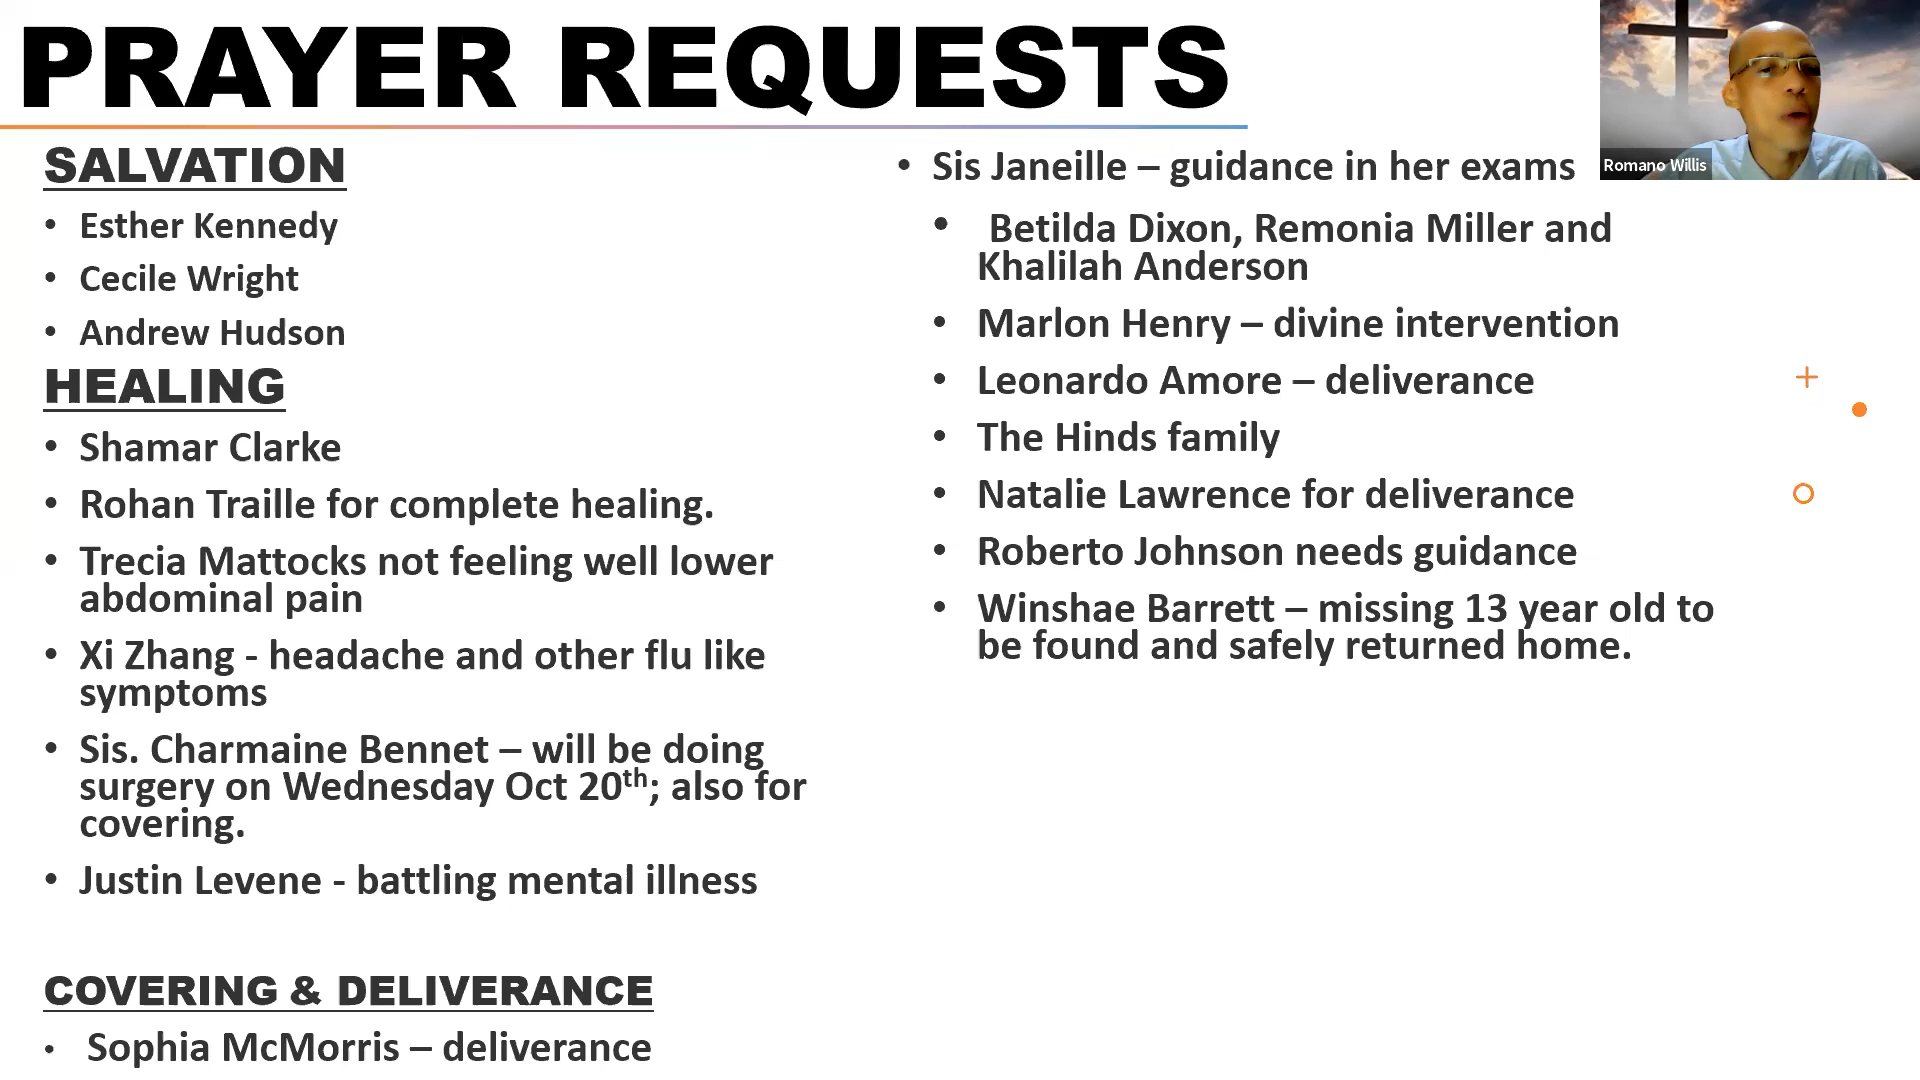 PRAYER REQUESTS
SALVATION
• Esther Kennedy
• Cecile Wright
• Andrew Hudson
HEALING
• Shamar Clarke
• Rohan Traille for complete healing.
• Trecia Mattocks not feeling well lower
abdominal pain
• Xi Zhang - headache and other flu like
symptoms
• Sis. Charmaine Bennet – will be doing
surgery on Wednesday Oct 20th; also for
covering.
• Justin Levene - battling mental illness
COVERING & DELIVERANCE
• Sophia McMorris – deliverance
• Sis Janeille – guidance in her exams
• Betilda Dixon, Remonia Miller and
Khalilah Anderson
• Marlon Henry – divine intervention
• Leonardo Amore – deliverance
• The Hinds family
• Natalie Lawrence for deliverance
• Roberto Johnson needs guidance
• Winshae Barrett – missing 13 year old to
be found and safely returned home.
Romano Willis